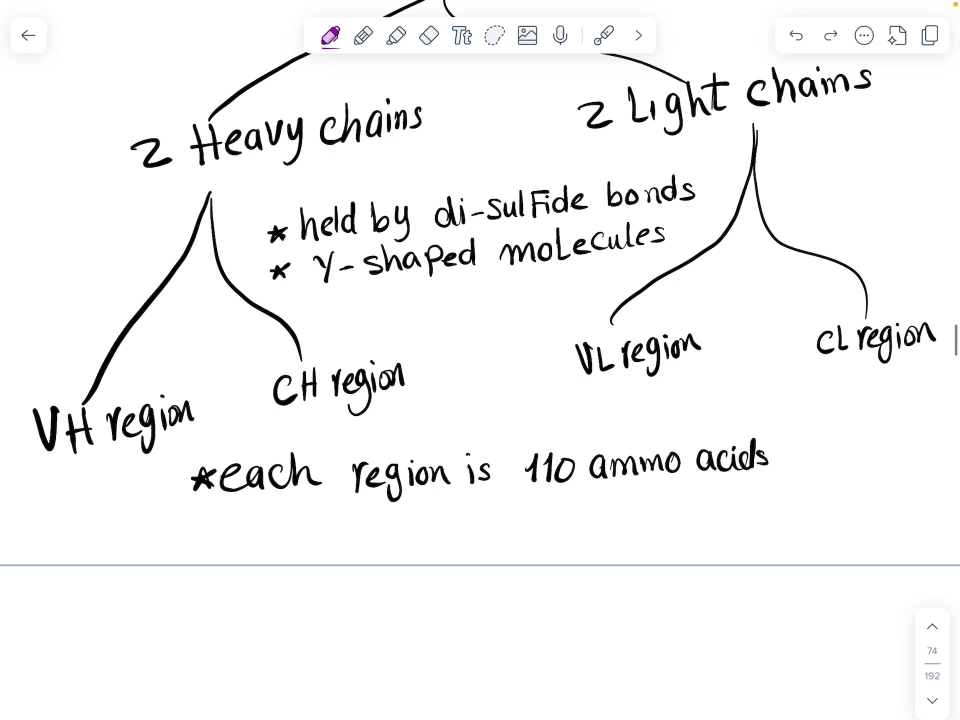 Tt
2 Heavy chains
2 Light chains
* held by di-sulfide bonds
* Y-shaped molecules
VH region
CH region
VL region
CL region
*each region is 110 ammo acids
74
192